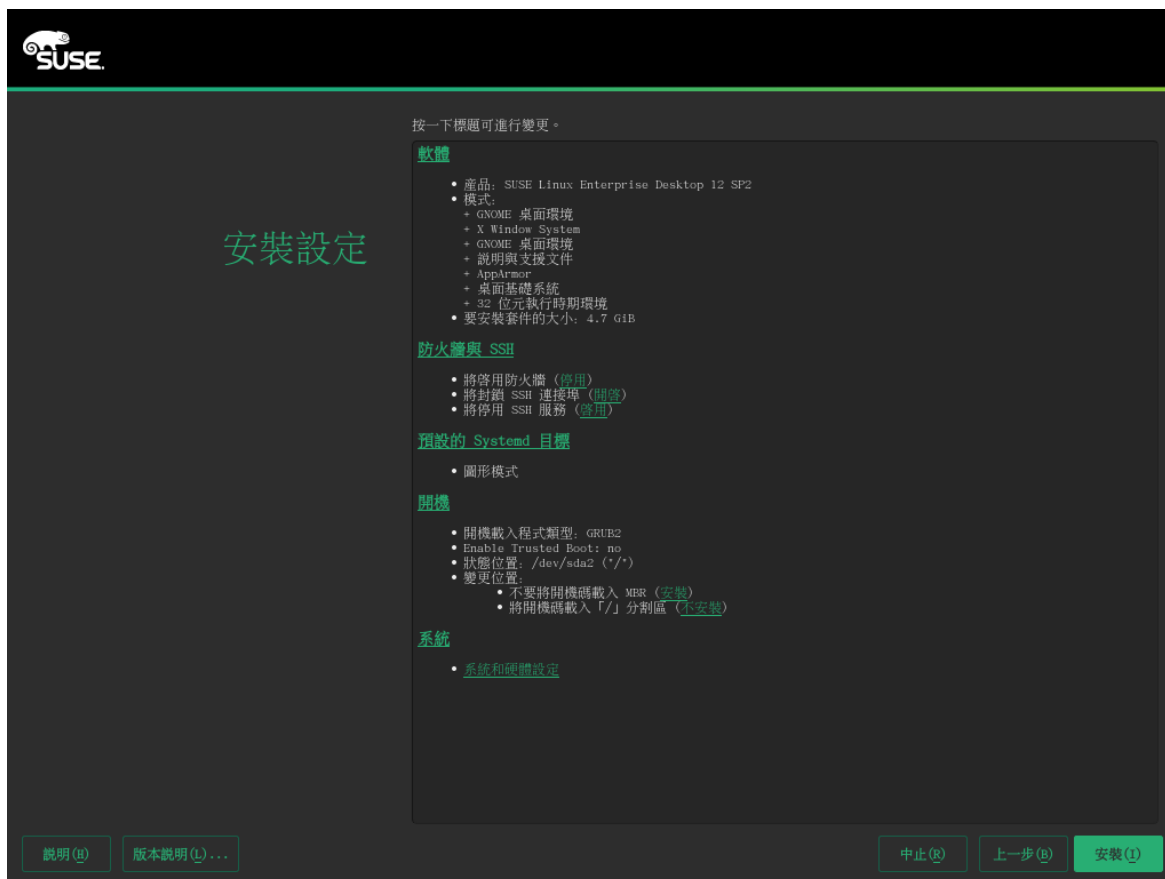 SUSE.
按一下標題可進行變更。
安裝設定
軟體
• 產品: SUSE Linux Enterprise Desktop 12 SP2
• 模式:
+ GNOME 桌面環境
+ X Window System
+ GNOME 桌面環境
+ 說明與支援文件
+ AppArmor
+ 桌面基礎系統
+ 32 位元執行時期環境
• 要安裝套件的大小: 4.7 GiB
防火牆與 SSH
• 將啓用防火牆 (停用)
• 將封鎖 SSH 連接埠 (開啓)
• 將停用 SSH 服務 (啓用)
預設的 Systemd 目標
• 圖形模式
開機
• 開機載入程式類型: GRUB2
• Enable Trusted Boot: no
• 狀態位置: /dev/sda2 ("/")
• 變更位置:
• 不要將開機碼載入 MBR (安裝)
• 將開機碼載入「/」分割區 (不安裝)
系統
• 系統和硬體設定
說明(H)
版本說明(L)...
中止(R)
上一步(B)
安裝(I)